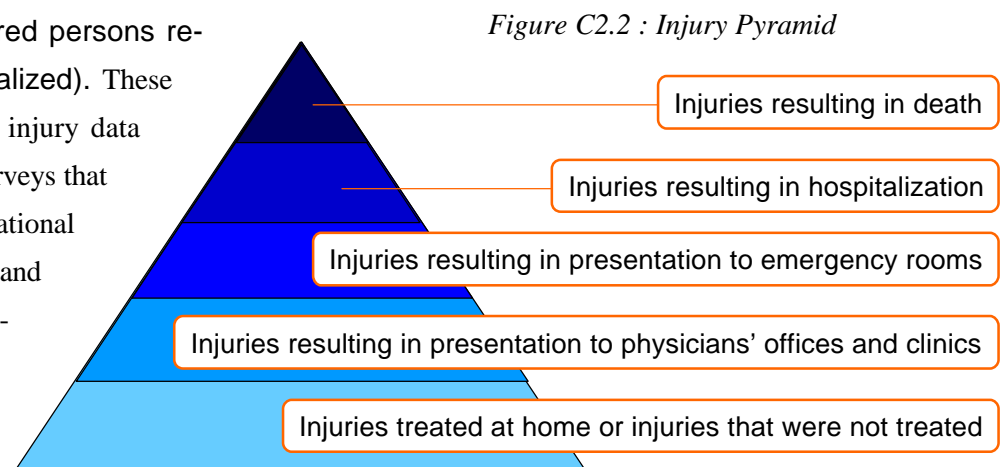 Figure C2.2 : Injury Pyramid
red persons re-
alized). These
injury data
rveys that
ational
and
-
Injuries resulting in death
Injuries resulting in hospitalization
Injuries resulting in presentation to emergency rooms
Injuries resulting in presentation to physicians’ offices and clinics
Injuries treated at home or injuries that were not treated